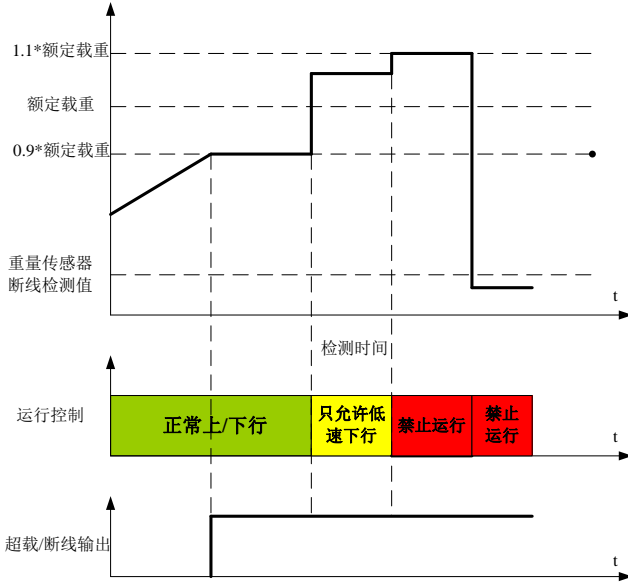 1.1*额定载重
额定载重
0.9*额定载重
重量传感器
断线检测值
t
检测时间
运行控制
正常上/下行
只允许低
速下行
禁止运行
禁止
运行
t
超载/断线输出
t